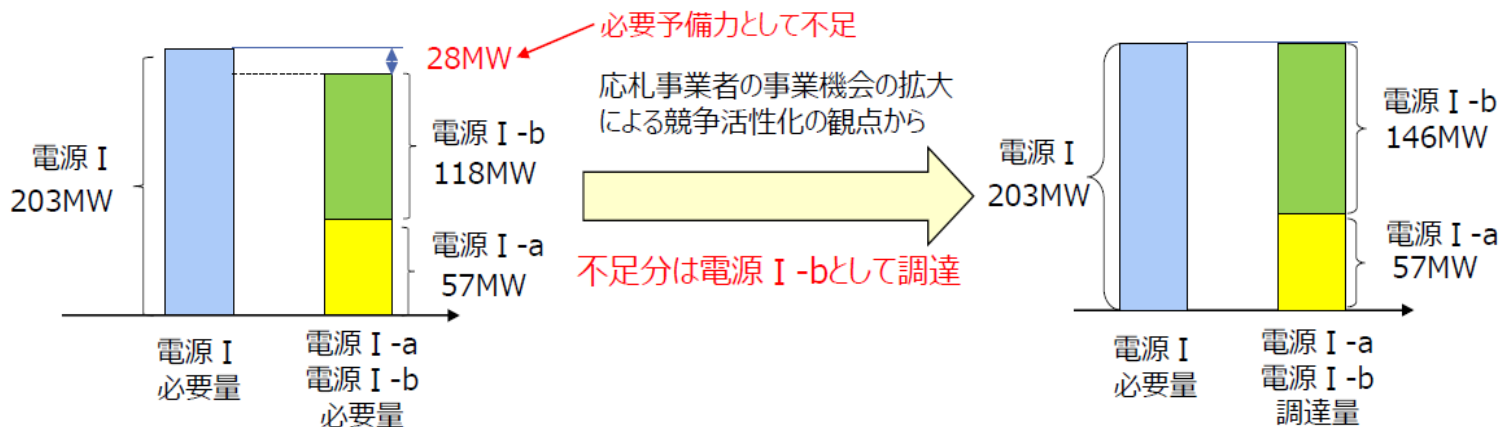 必要予備力として不足
28MW
電源Ⅰ
203MW
電源Ⅰ-b
118MW
電源Ⅰ-a
57MW
電源Ⅰ
必要量
電源Ⅰ-a
電源Ⅰ-b
必要量
応札事業者の事業機会の拡大
による競争活性化の観点から
不足分は電源Ⅰ-bとして調達
電源Ⅰ
203MW
電源Ⅰ-b
146MW
電源Ⅰ-a
57MW
電源Ⅰ
必要量
電源Ⅰ-a
電源Ⅰ-b
調達量